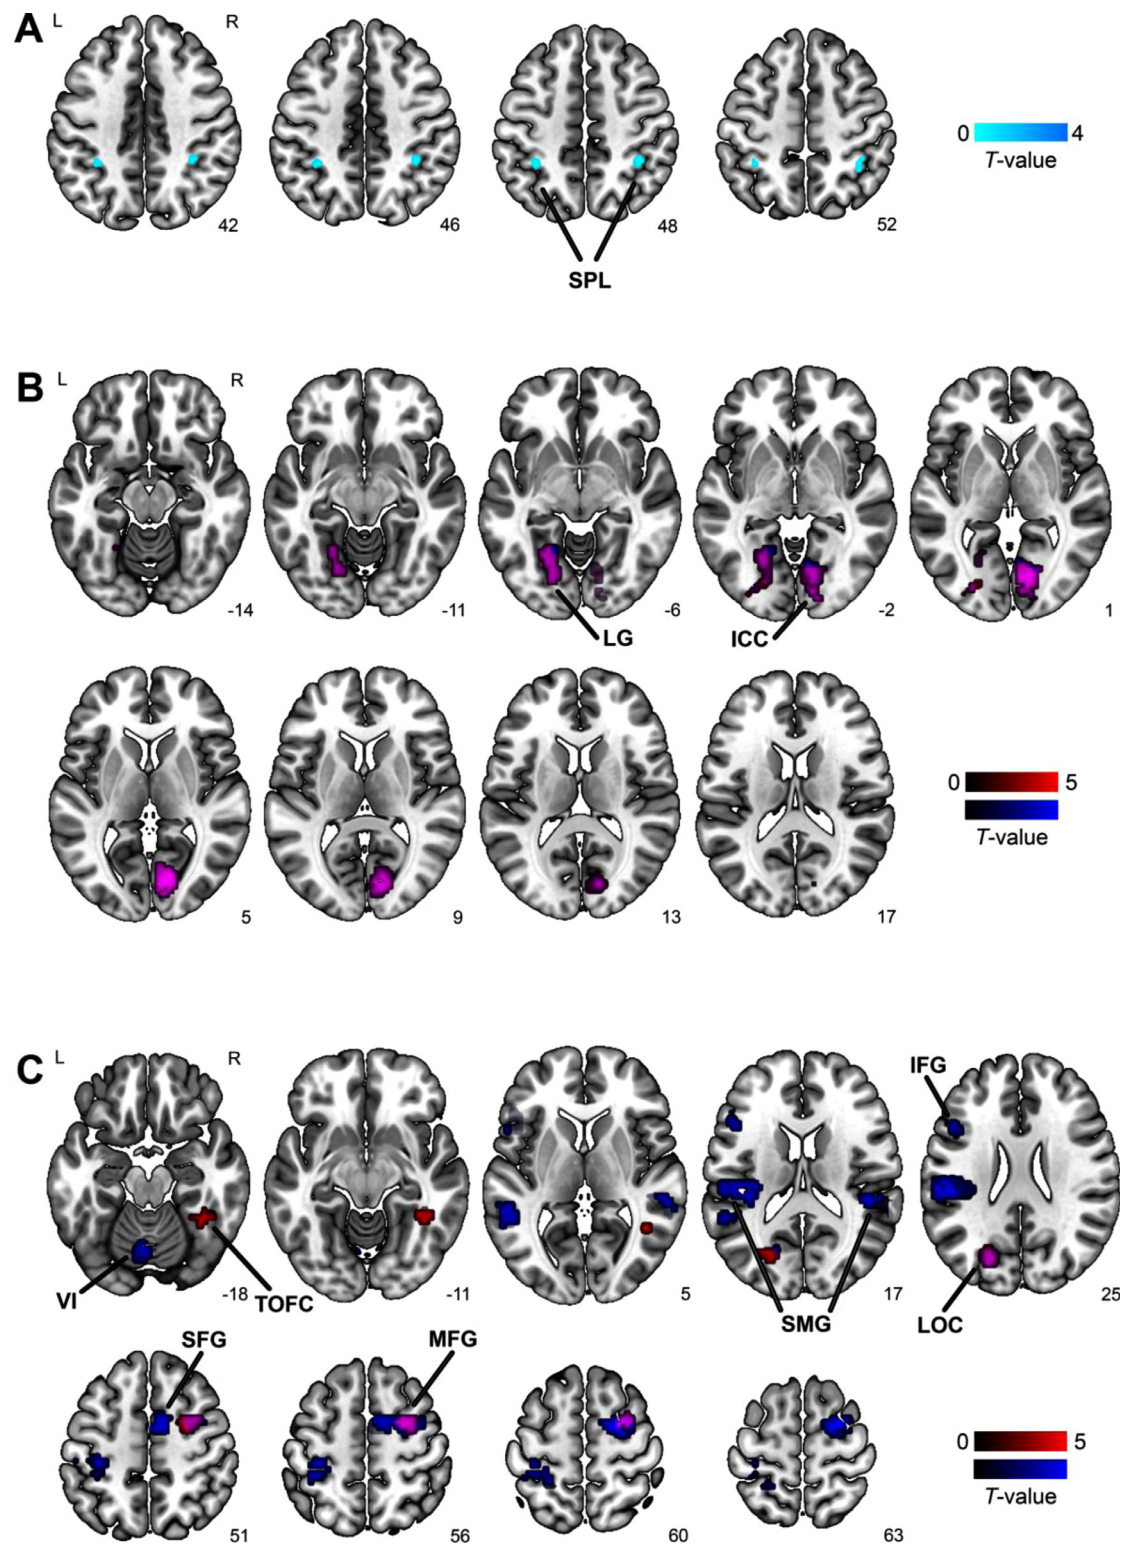 A L R
0 4
T-value
42 46 48 52
SPL
B L R
-14 -11 -6 -2 1
LG ICC
0 5
T-value
5 9 13 17
C L R
IFG
VI -18 TOFC -11 5 17 25
SMG LOC
SFG MFG
0 5
T-value
51 56 60 63